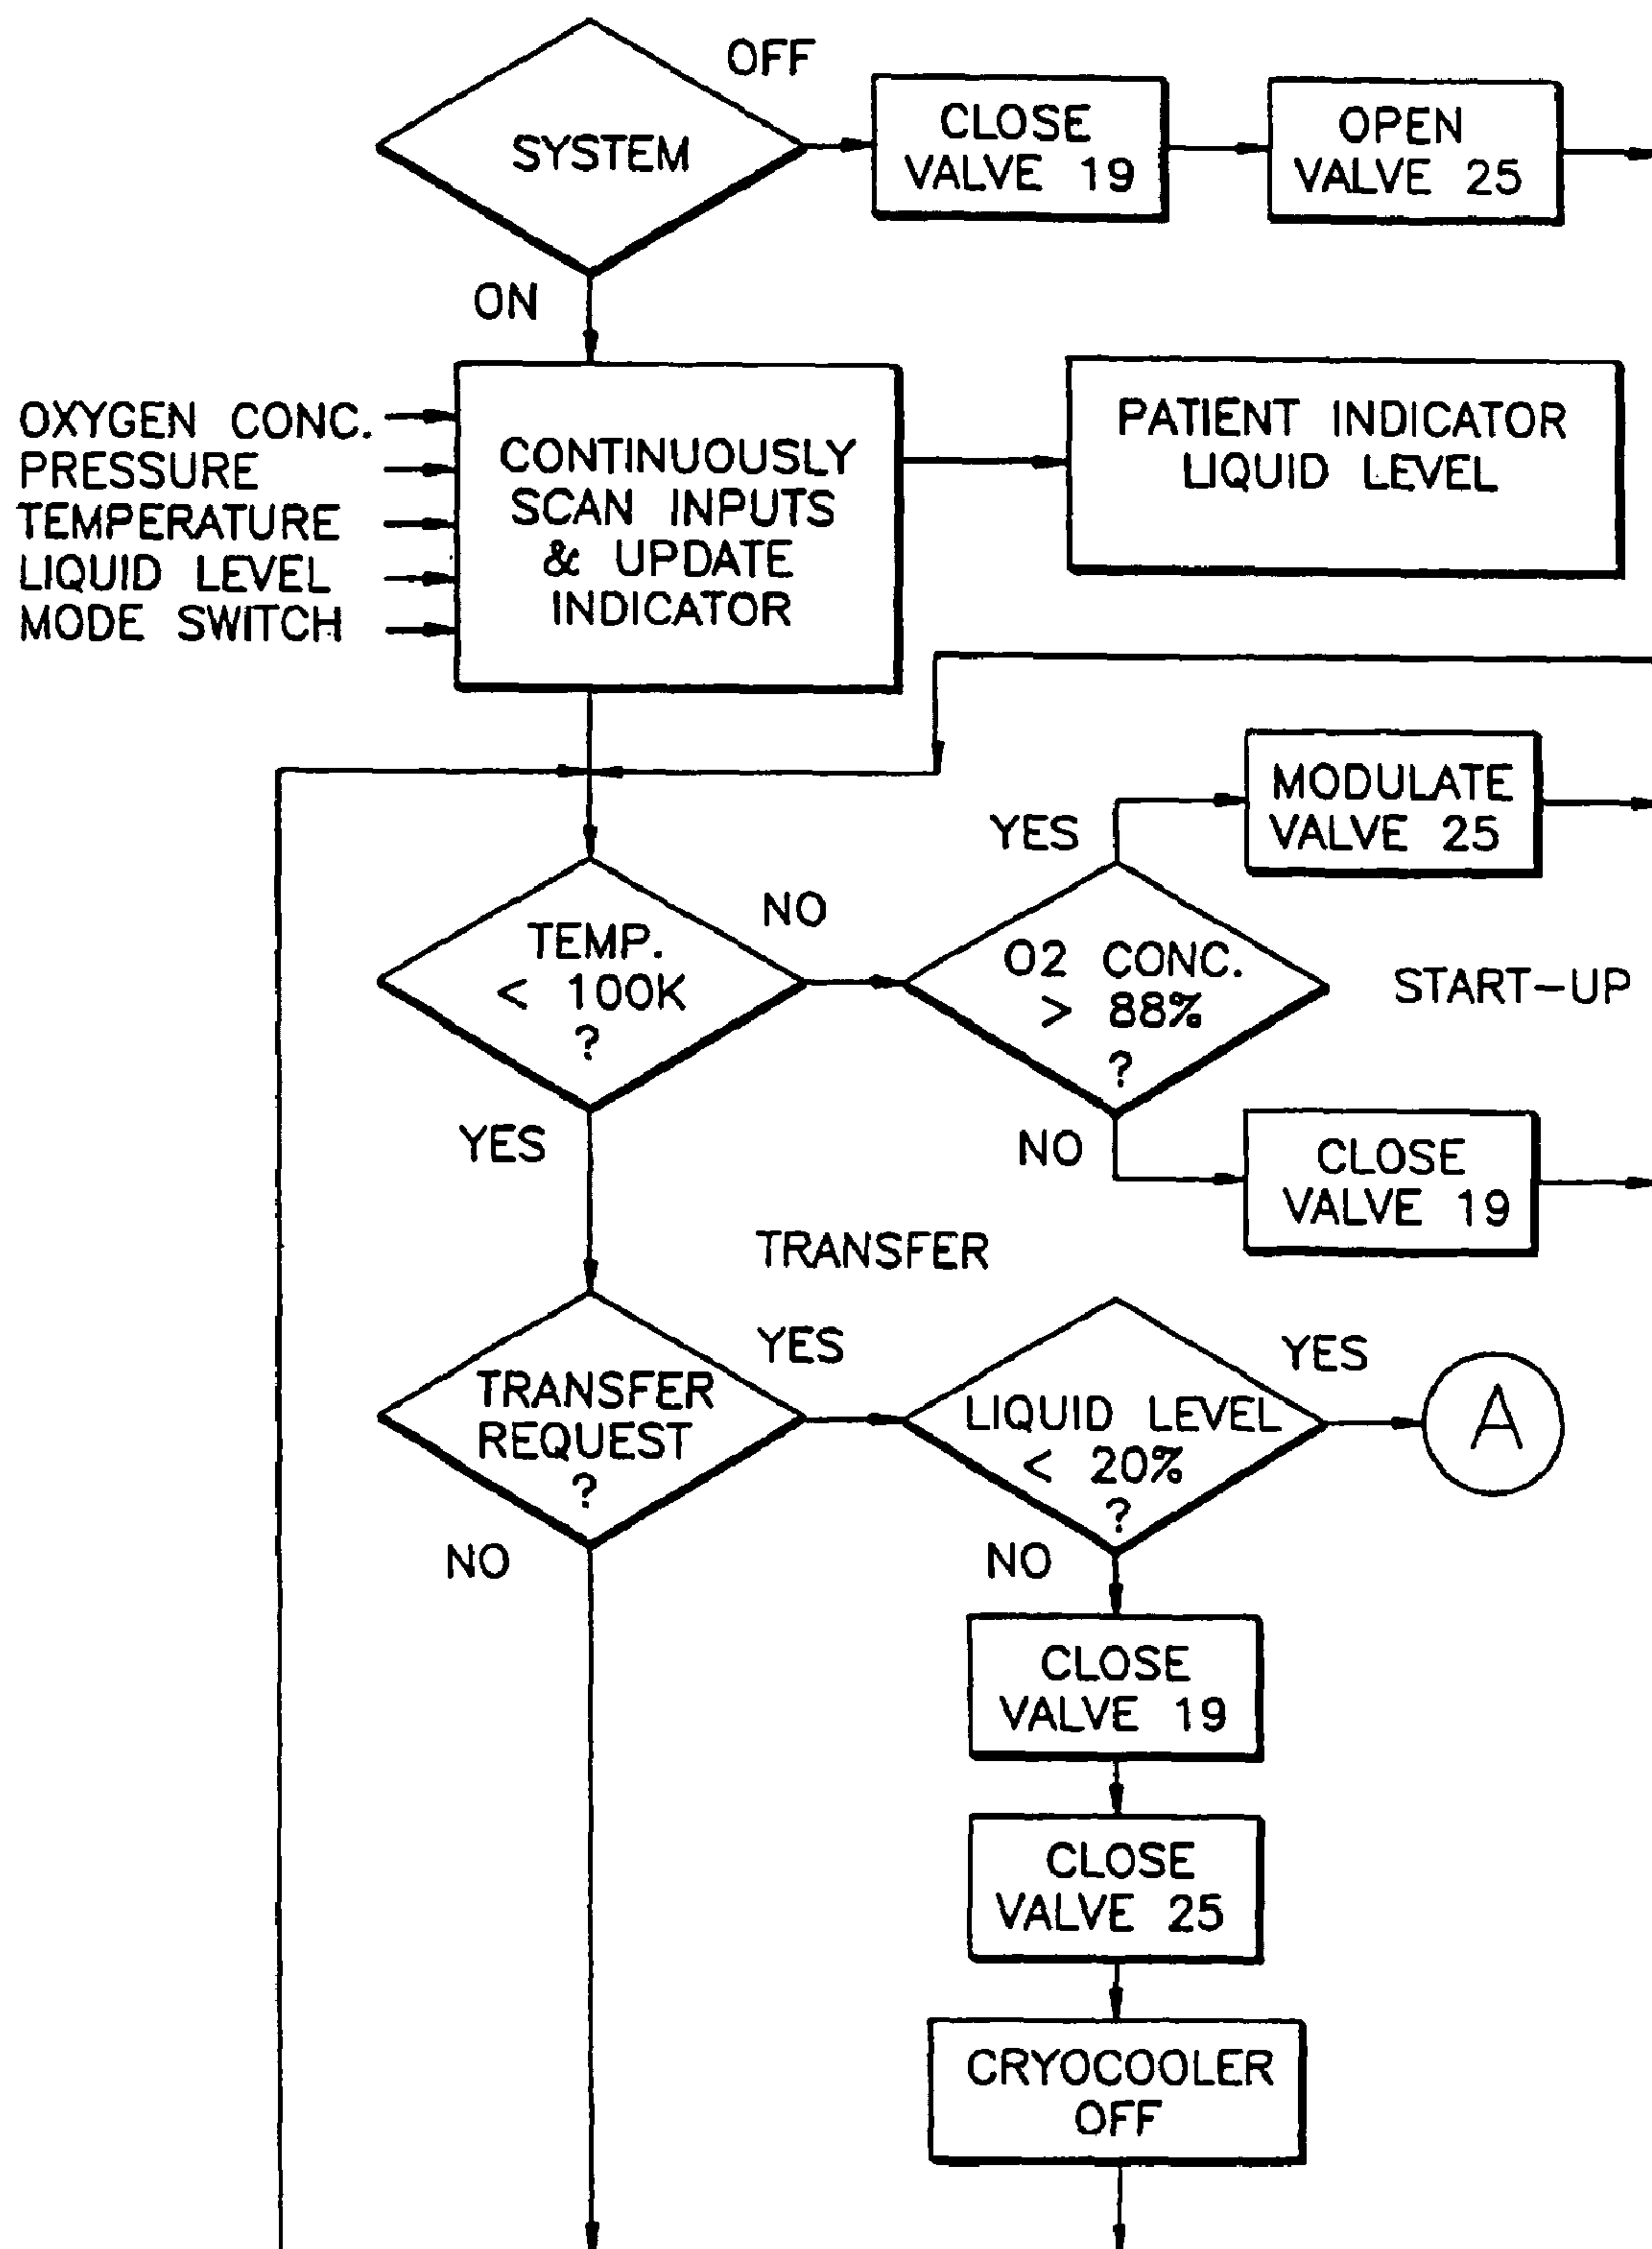 OFF
SYSTEM
CLOSE
VALVE 19
OPEN
VALVE 25
ON
OXYGEN CONC.
PRESSURE
TEMPERATURE
LIQUID LEVEL
MODE SWITCH
CONTINUOUSLY
SCAN INPUTS
& UPDATE
INDICATOR
PATIENT INDICATOR
LIQUID LEVEL
MODULATE
VALVE 25
YES
NO
TEMP.
< 100K
?
O2 CONC.
> 88%
?
START-UP
YES
NO
CLOSE
VALVE 19
TRANSFER
YES
YES
TRANSFER
REQUEST
?
LIQUID LEVEL
< 20%
?
A
NO
NO
CLOSE
VALVE 19
CLOSE
VALVE 25
CRYOCOOLER
OFF